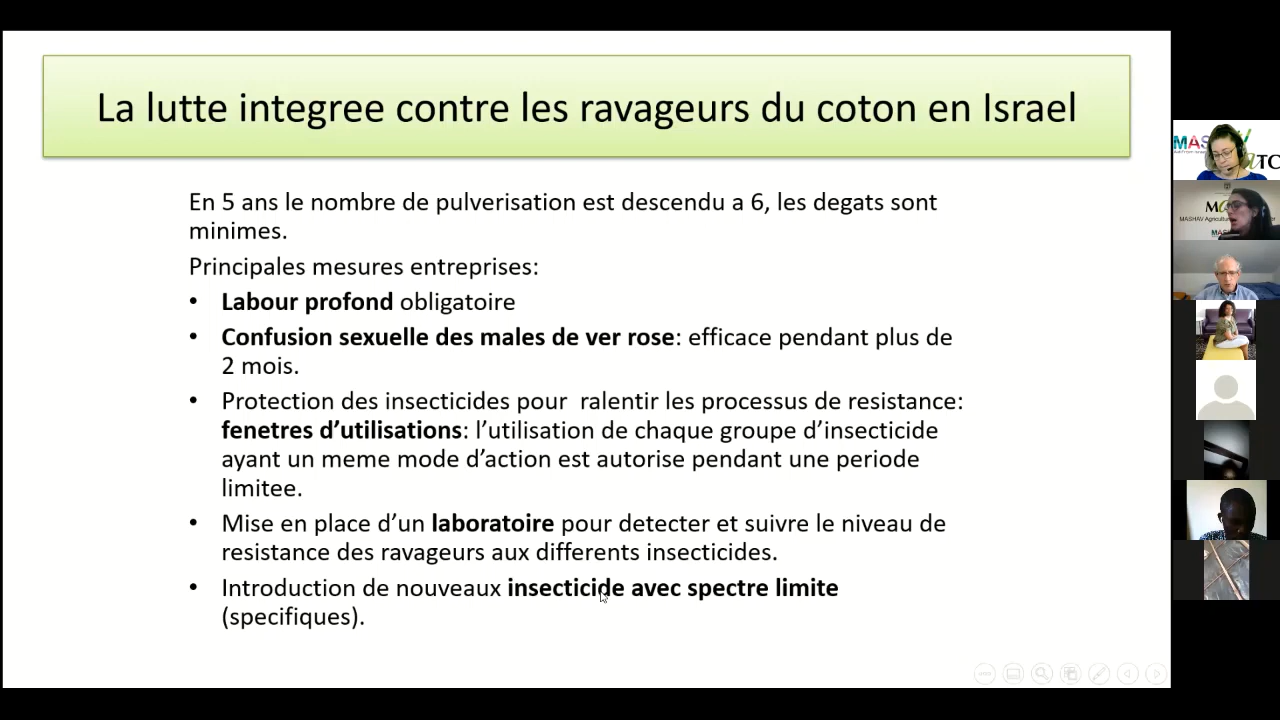 La lutte integree contre les ravageurs du coton en Israel
En 5 ans le nombre de pulverisation est descendu a 6, les degats sont
minimes.
Principales mesures entreprises:
• Labour profond obligatoire
• Confusion sexuelle des males de ver rose: efficace pendant plus de
2 mois.
• Protection des insecticides pour  ralentir les processus de resistance:
fenetres d’utilisations: l’utilisation de chaque groupe d’insecticide
ayant un meme mode d’action est autorise pendant une periode
limitee.
• Mise en place d’un laboratoire pour detecter et suivre le niveau de
resistance des ravageurs aux differents insecticides.
• Introduction de nouveaux insecticide avec spectre limite
(specifiques).